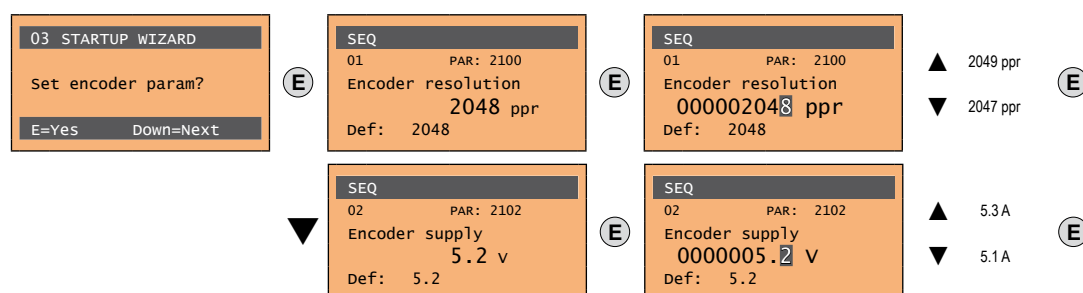 03 STARTUP WIZARD
Set encoder param?
E=Yes Down=Next
E
SEQ
01 PAR: 2100
Encoder resolution
2048 ppr
Def: 2048
E
SEQ
01 PAR: 2100
Encoder resolution
000002048 ppr
Def: 2048
▲ 2049 ppr
▼ 2047 ppr
E
▼
SEQ
02 PAR: 2102
Encoder supply
5.2 V
Def: 5.2
E
SEQ
02 PAR: 2102
Encoder supply
0000005.2 V
Def: 5.2
▲ 5.3 A
▼ 5.1 A
E